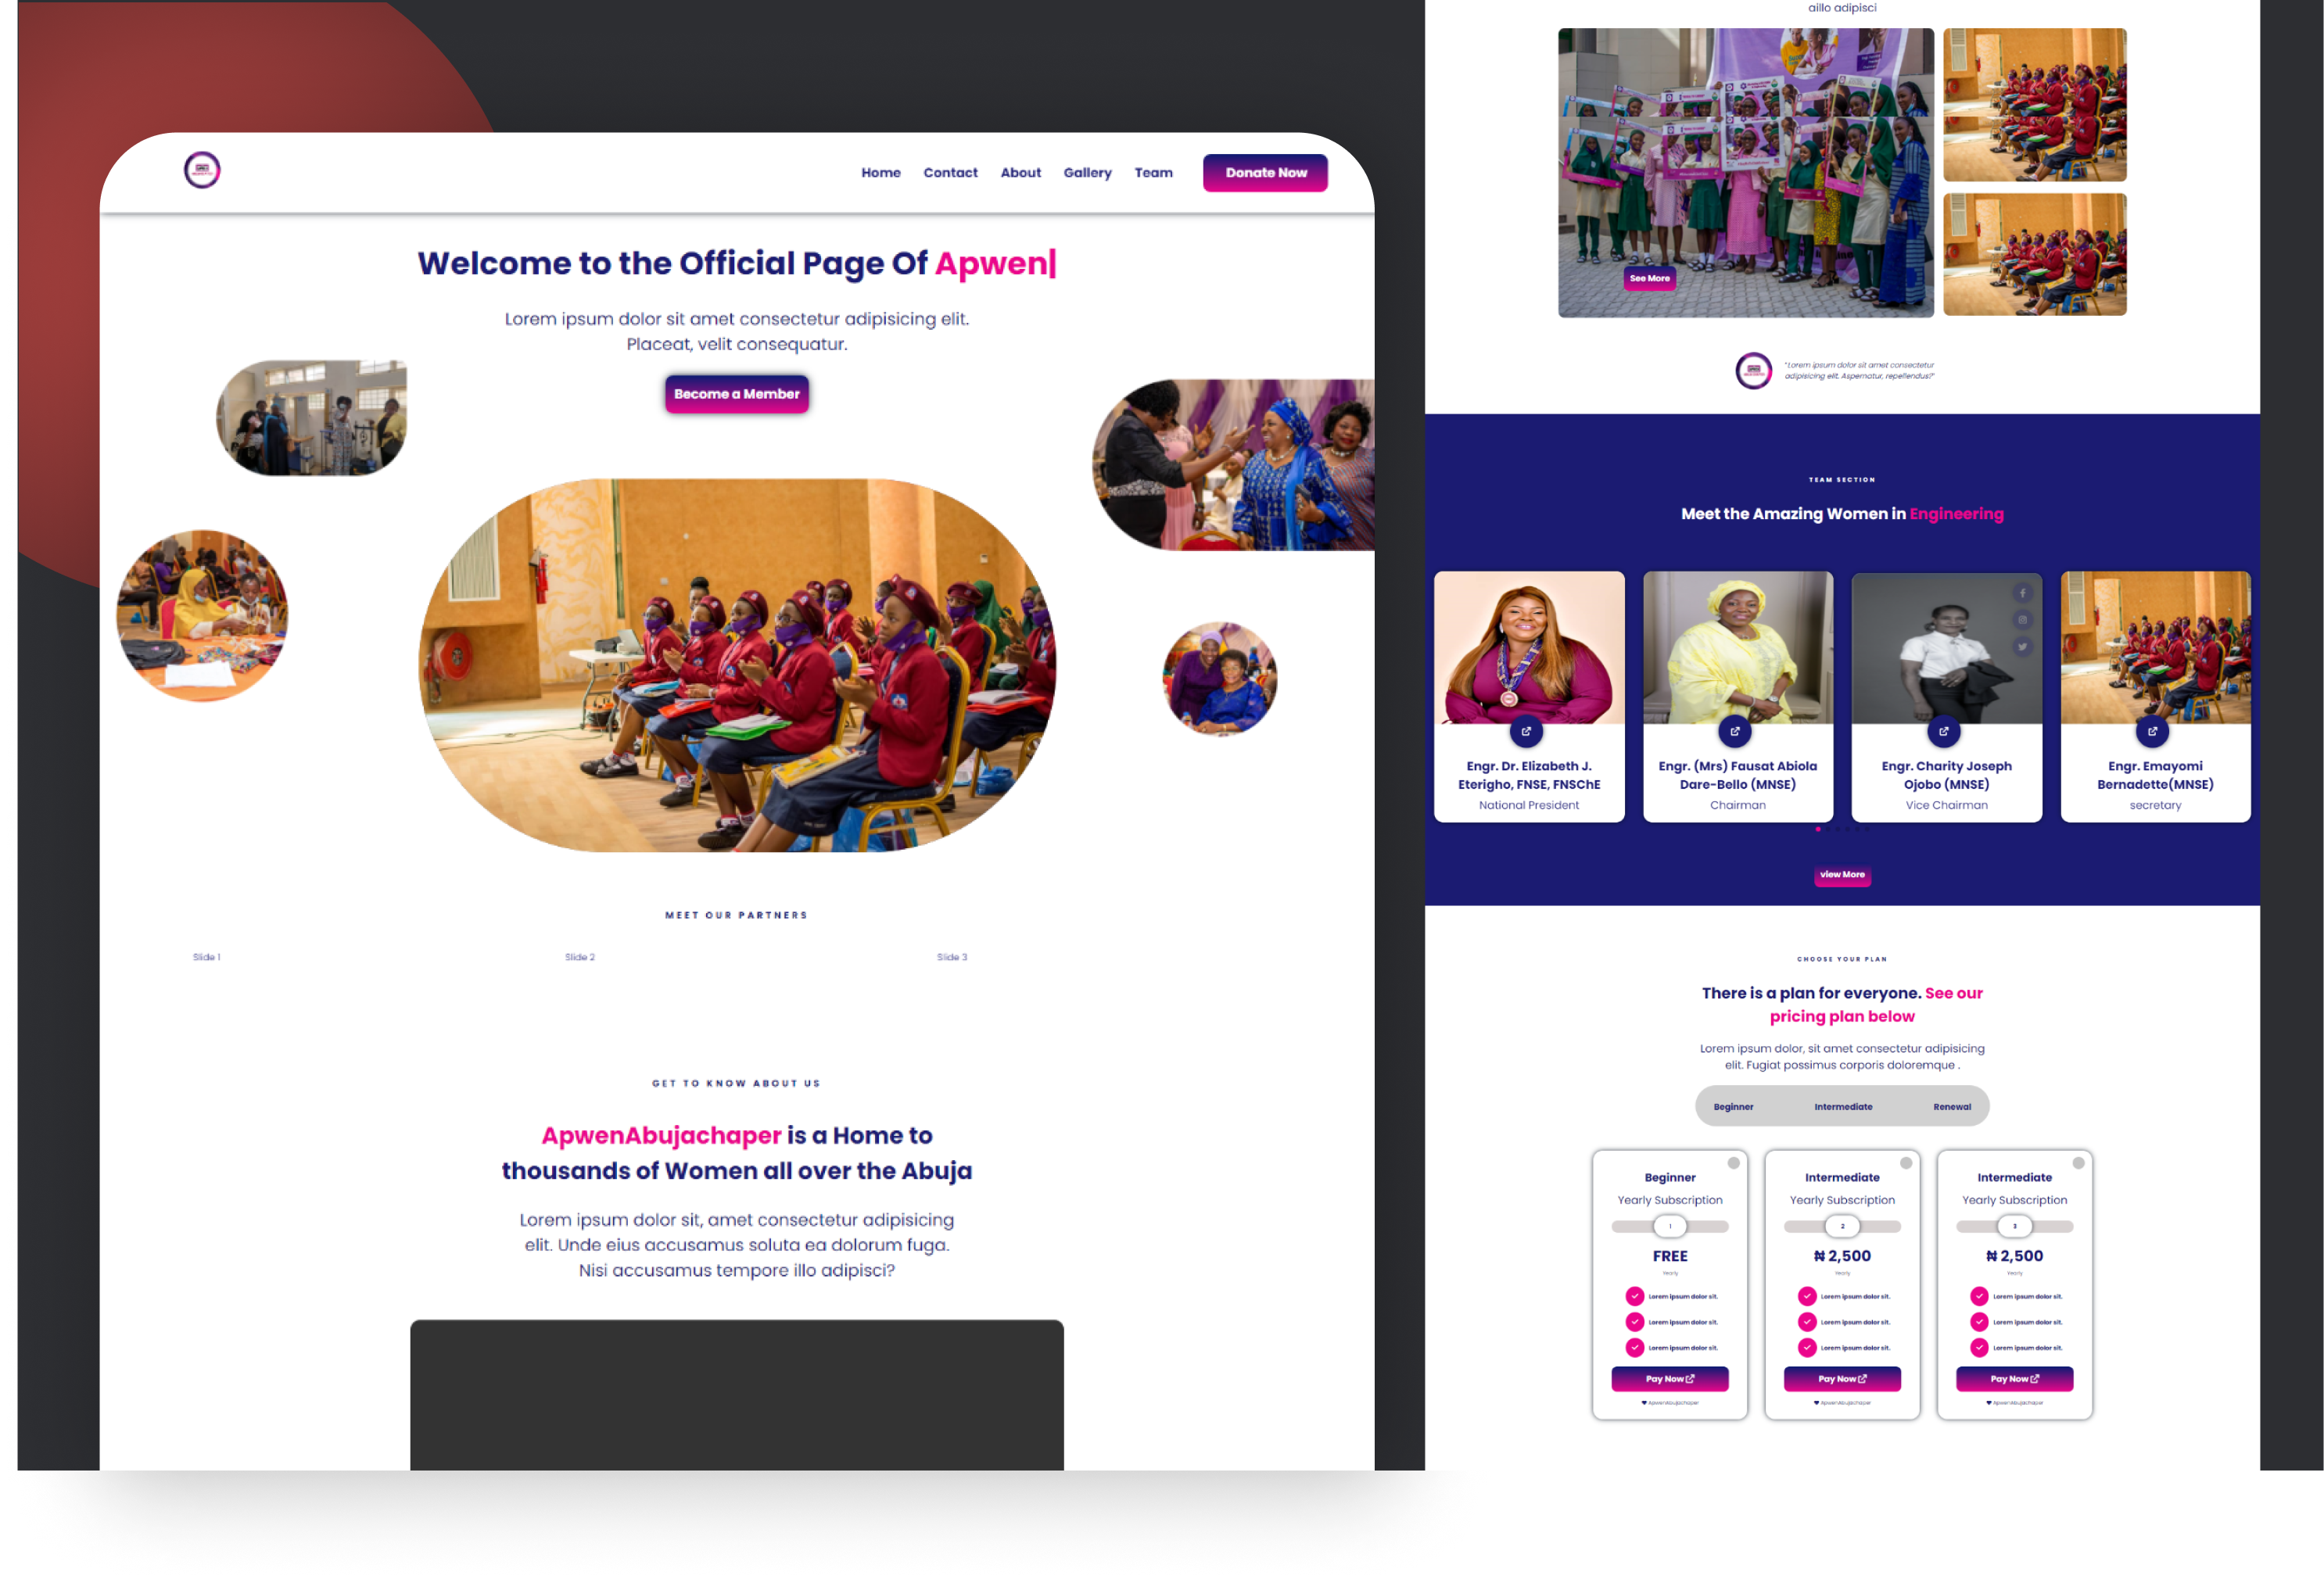 Home Contact About Gallery Team Donate Now
Welcome to the Official Page Of Apwen|
Lorem ipsum dolor sit amet consectetur adipisicing elit.
Placeat, velit consequatur.
Become a Member
MEET OUR PARTNERS
Slide 1 Slide 2 Slide 3
GET TO KNOW ABOUT US
ApwenAbujachaper is a Home to
thousands of Women all over the Abuja
Lorem ipsum dolor sit, amet consectetur adipisicing
elit. Unde eius accusamus soluta ea dolorum fuga.
Nisi accusamus tempore illo adipisci?
aillo adipisci
See More
"Lorem ipsum dolor sit amet consectetur
adipisicing elit. Aspernatur, repellendus!"
TEAM SECTION
Meet the Amazing Women in Engineering
Engr. Dr. Elizabeth J.
Eterigho, FNSE, FNSChE
National President
Engr. (Mrs) Fausat Abiola
Dare-Bello (MNSE)
Chairman
Engr. Charity Joseph
Ojobo (MNSE)
Vice Chairman
Engr. Emayomi
Bernadette(MNSE)
secretary
view More
CHOOSE YOUR PLAN
There is a plan for everyone. See our
pricing plan below
Lorem ipsum dolor, sit amet consectetur adipisicing
elit. Fugiat possimus corporis doloremque .
Beginner Intermediate Renewal
Beginner
Yearly Subscription
1
FREE
Yearly
Lorem ipsum dolor sit.
Lorem ipsum dolor sit.
Lorem ipsum dolor sit.
Pay Now
ApwenAbujachaper
Intermediate
Yearly Subscription
2
₦ 2,500
Yearly
Lorem ipsum dolor sit.
Lorem ipsum dolor sit.
Lorem ipsum dolor sit.
Pay Now
ApwenAbujachaper
Intermediate
Yearly Subscription
3
₦ 2,500
Yearly
Lorem ipsum dolor sit.
Lorem ipsum dolor sit.
Lorem ipsum dolor sit.
Pay Now
ApwenAbujachaper